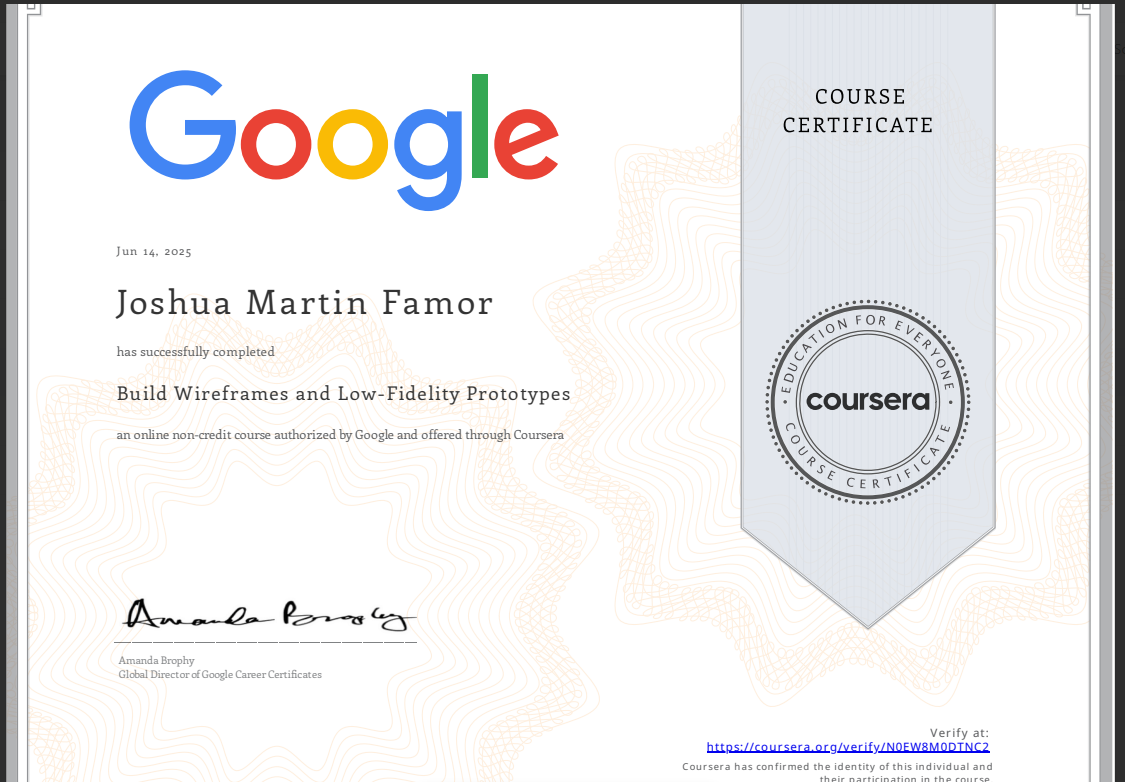 Google
COURSE
CERTIFICATE
Jun 14, 2025
Joshua Martin Famor
has successfully completed
Build Wireframes and Low-Fidelity Prototypes
an online non-credit course authorized by Google and offered through Coursera
EDUCATION FOR EVERYONE
coursera
COURSE CERTIFICATE
Amanda Brophy
Amanda Brophy
Global Director of Google Career Certificates
Verify at:
https://coursera.org/verify/N0EW8M0DTNC2
Coursera has confirmed the identity of this individual and
their participation in the course